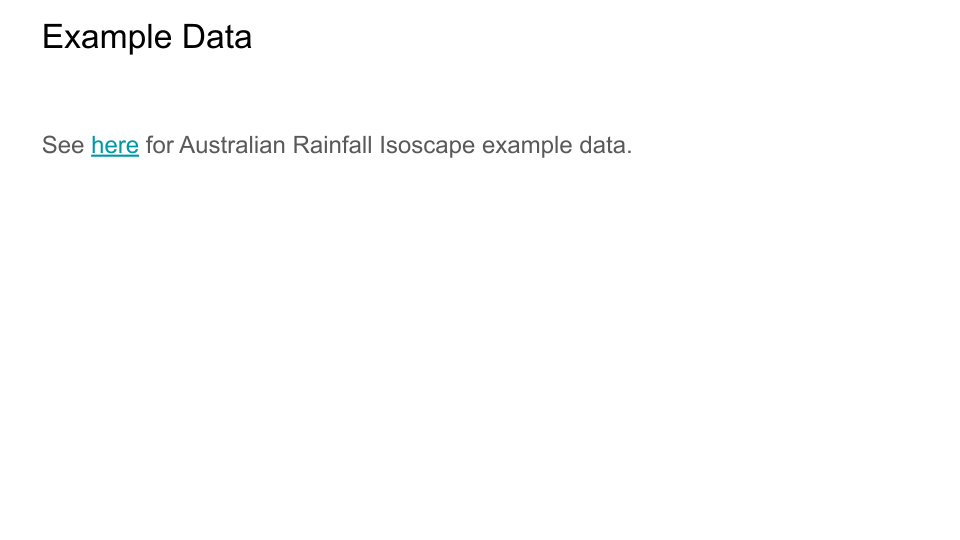 Example Data
See here for Australian Rainfall Isoscape example data.